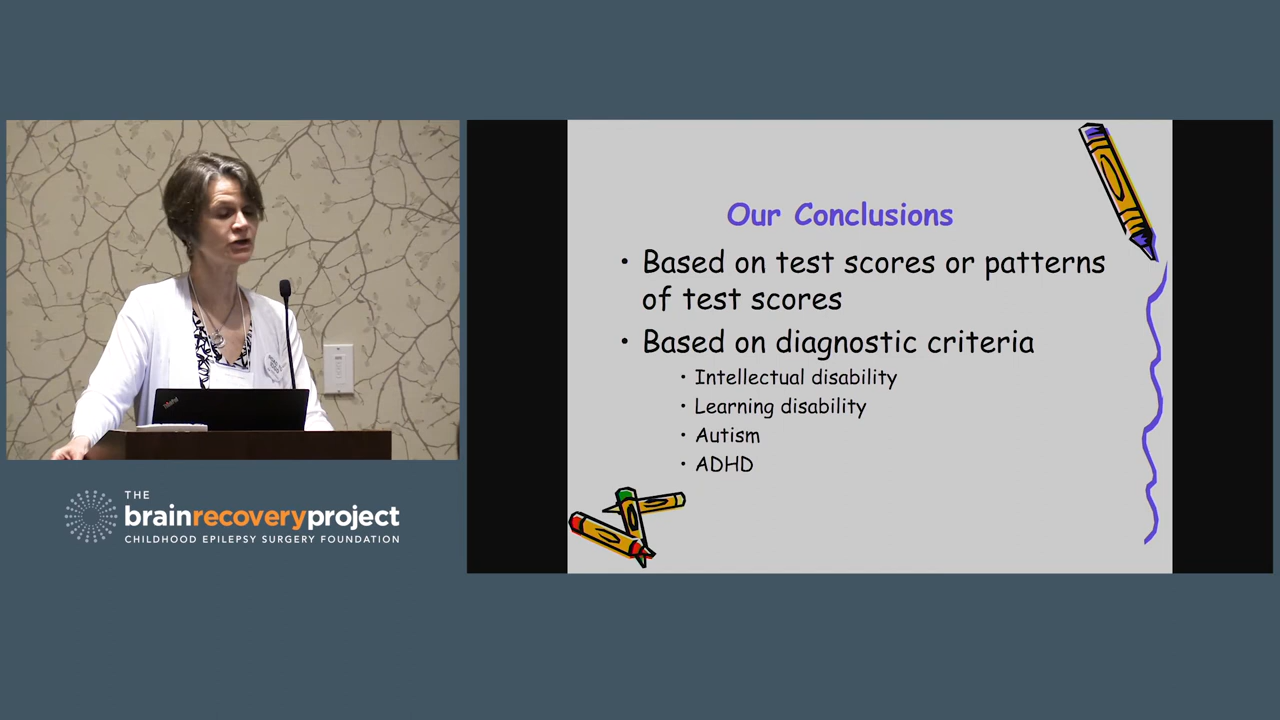 Our Conclusions
• Based on test scores or patterns
of test scores
• Based on diagnostic criteria
• Intellectual disability
• Learning disability
• Autism
• ADHD
THE
brainrecoveryproject
CHILDHOOD EPILEPSY SURGERY FOUNDATION